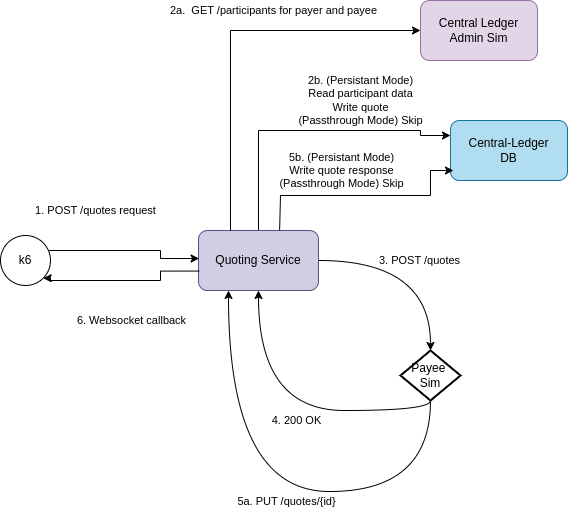 2a. GET /participants for payer and payee
Central Ledger
Admin Sim
2b. (Persistant Mode)
Read participant data
Write quote
(Passthrough Mode) Skip
Central-Ledger
DB
5b. (Persistant Mode)
Write quote response
(Passthrough Mode) Skip
1. POST /quotes request
k6
Quoting Service
3. POST /quotes
6. Websocket callback
Payee
Sim
4. 200 OK
5a. PUT /quotes/{id}